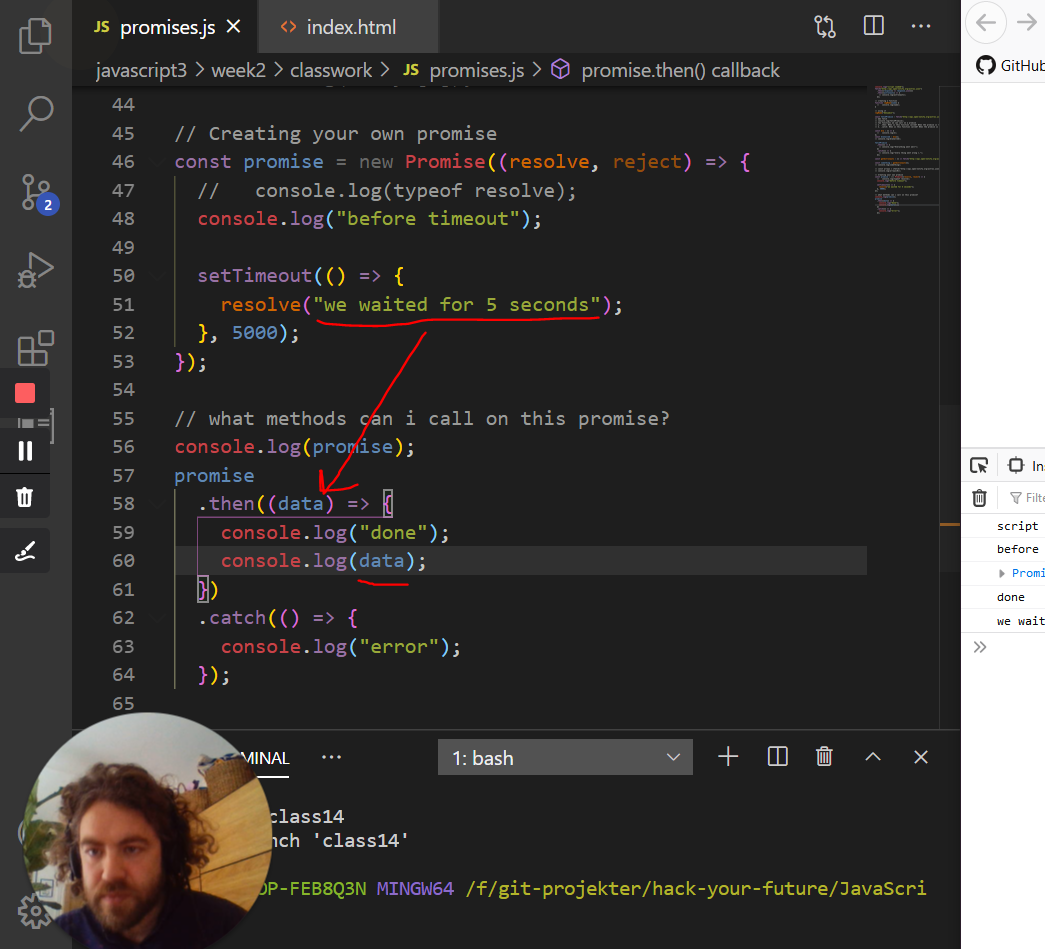 JS promises.js
<> index.html
javascript3 > week2 > classwork > JS promises.js > promise.then() callback
GitHub
44
45 // Creating your own promise
46 const promise = new Promise((resolve, reject) => {
47 //   console.log(typeof resolve);
48 console.log("before timeout");
49
50 setTimeout(() => {
51 resolve("we waited for 5 seconds");
52 }, 5000);
53 });
54
55 // what methods can i call on this promise?
56 console.log(promise);
57 promise
58 .then((data) => {
59 console.log("done");
60 console.log(data);
61 })
62 .catch(() => {
63 console.log("error");
64 });
65
2
In
Filte
script
before
Promi
done
we wait
MINAL
1: bash
class14
nch 'class14'
OP-FEB8Q3N MINGW64 /f/git-projekter/hack-your-future/JavaScri